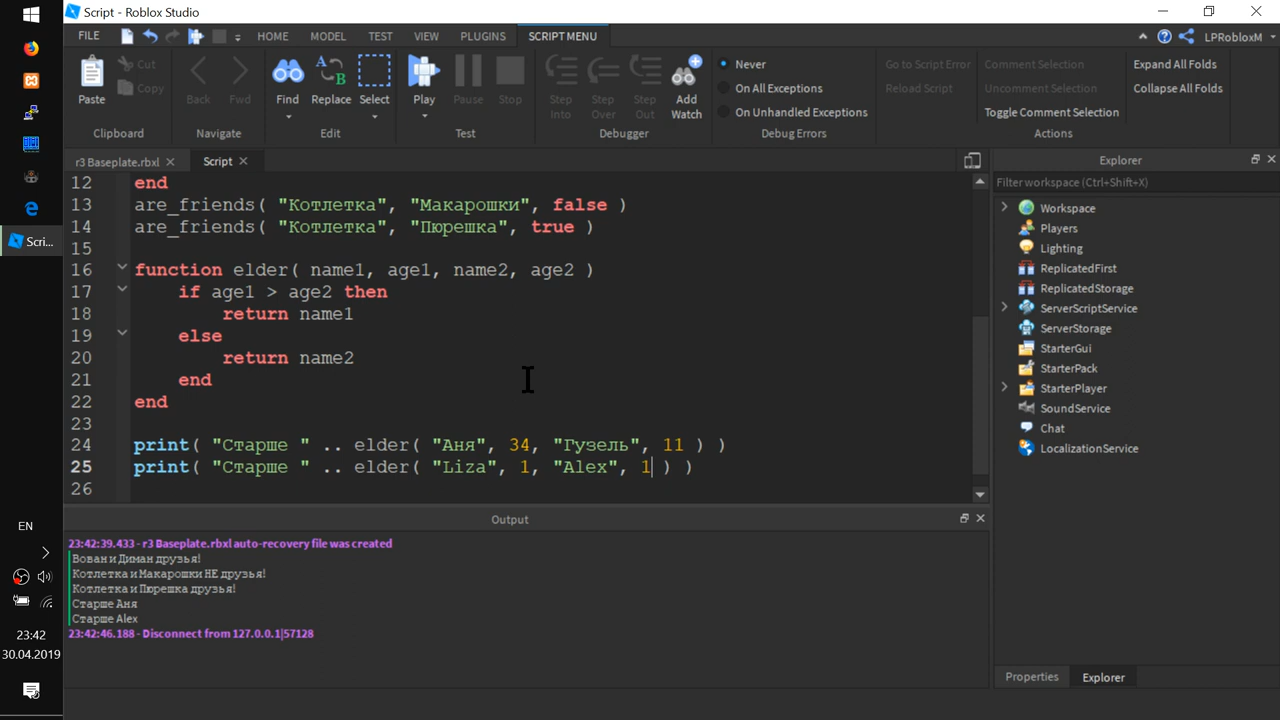 Script - Roblox Studio
FILE HOME MODEL TEST VIEW PLUGINS SCRIPT MENU LPRobloxM
Paste Cut Copy Back Fwd Find Replace Select Play Pause Stop Step Into Step Over Step Out Add Watch
Never
On All Exceptions
On Unhandled Exceptions
Go to Script Error
Reload Script
Comment Selection
Uncomment Selection
Toggle Comment Selection
Expand All Folds
Collapse All Folds
Clipboard Navigate Edit Test Debugger Debug Errors Actions
Scri...
r3 Baseplate.rbxl Script
12 end
13 are_friends( "Котлетка", "Макарошки", false )
14 are_friends( "Котлетка", "Пюрешка", true )
15
16 function elder( name1, age1, name2, age2 )
17 if age1 > age2 then
18 return name1
19 else
20 return name2
21 end
22 end
23
24 print( "Старше " .. elder( "Аня", 34, "Гузель", 11 ) )
25 print( "Старше " .. elder( "Liza", 1, "Alex", 1 ) )
26
Output
23:42:39.433 - r3 Baseplate.rbxl auto-recovery file was created
Вован и Диман друзья!
Котлетка и Макарошки НЕ друзья!
Котлетка и Пюрешка друзья!
Старше Аня
Старше Alex
23:42:46.188 - Disconnect from 127.0.0.1|57128
Explorer
Filter workspace (Ctrl+Shift+X)
Workspace
Players
Lighting
ReplicatedFirst
ReplicatedStorage
ServerScriptService
ServerStorage
StarterGui
StarterPack
StarterPlayer
SoundService
Chat
LocalizationService
Properties Explorer
EN
23:42
30.04.2019